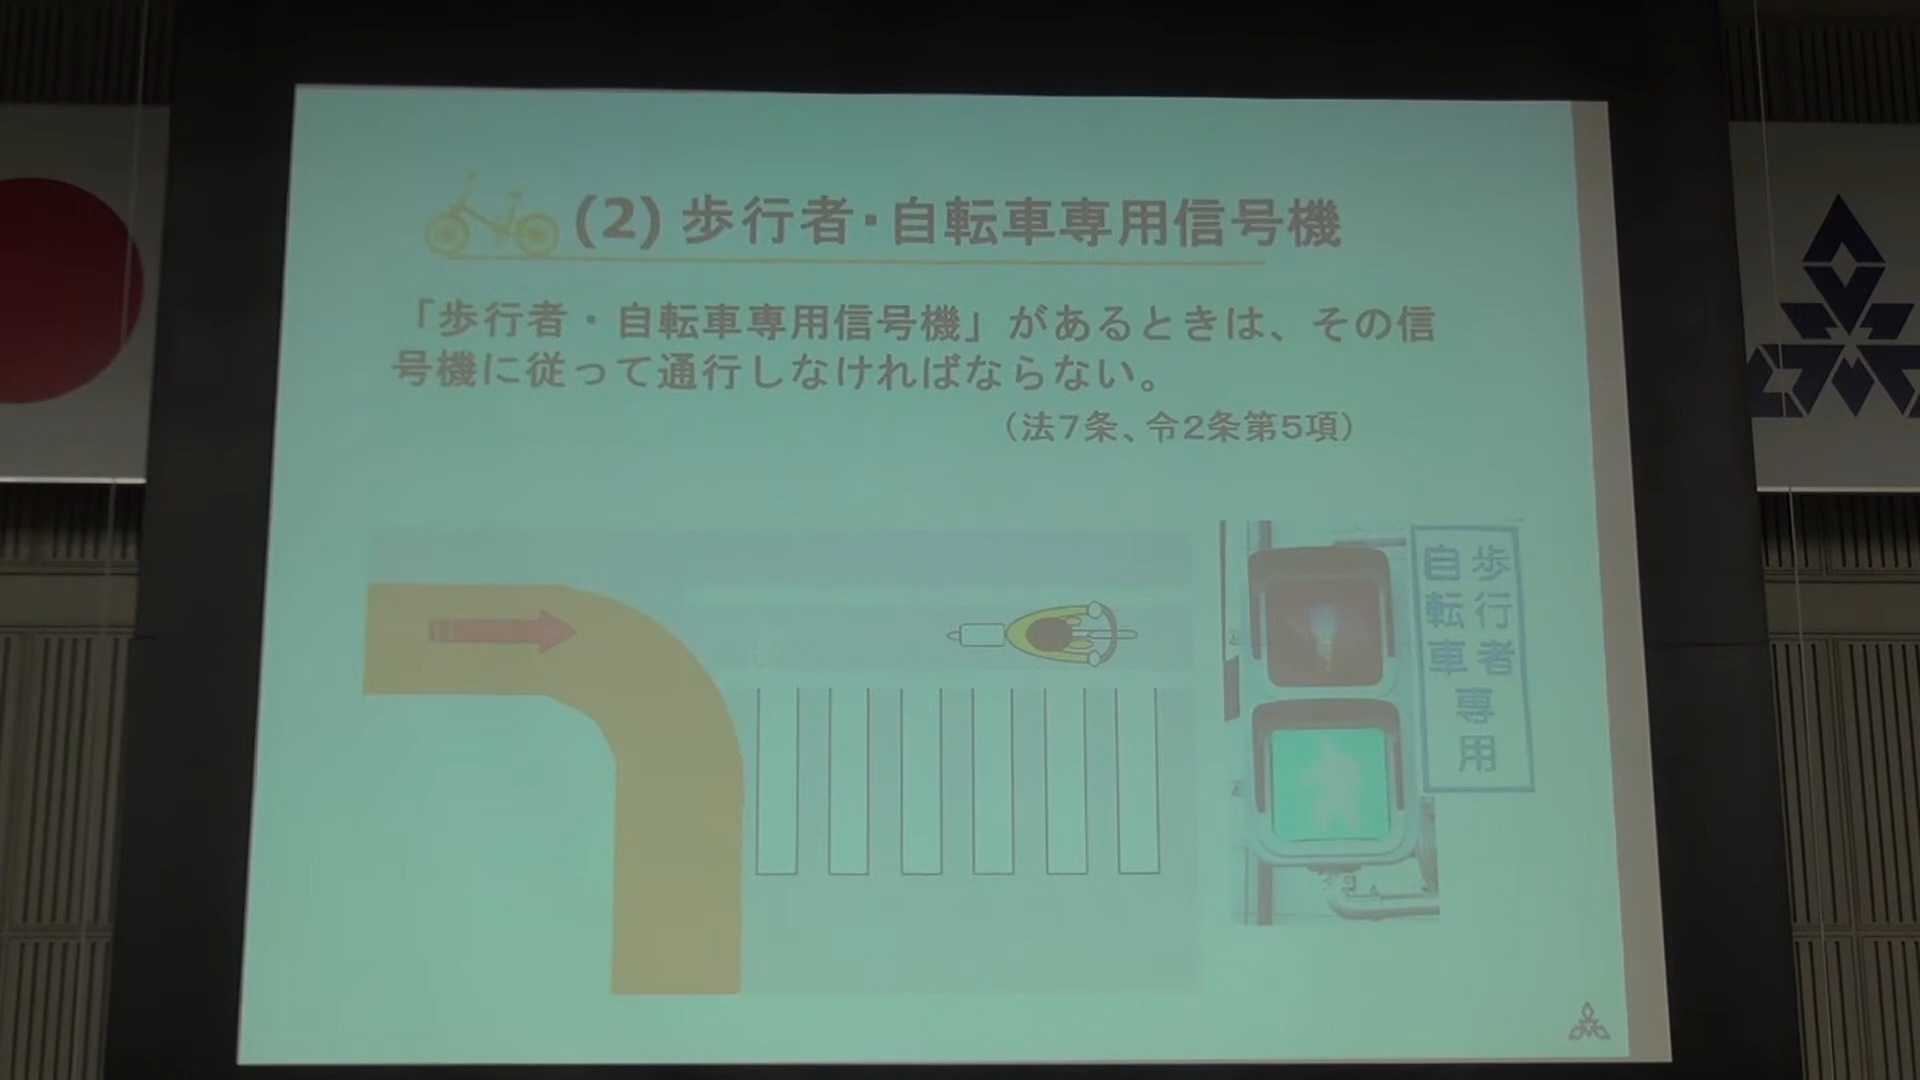 (2) 歩行者・自転車専用信号機
「歩行者・自転車専用信号機」があるときは、その信
号機に従って通行しなければならない。
（法7条、令2条第5項）
歩行者
自転車
専用